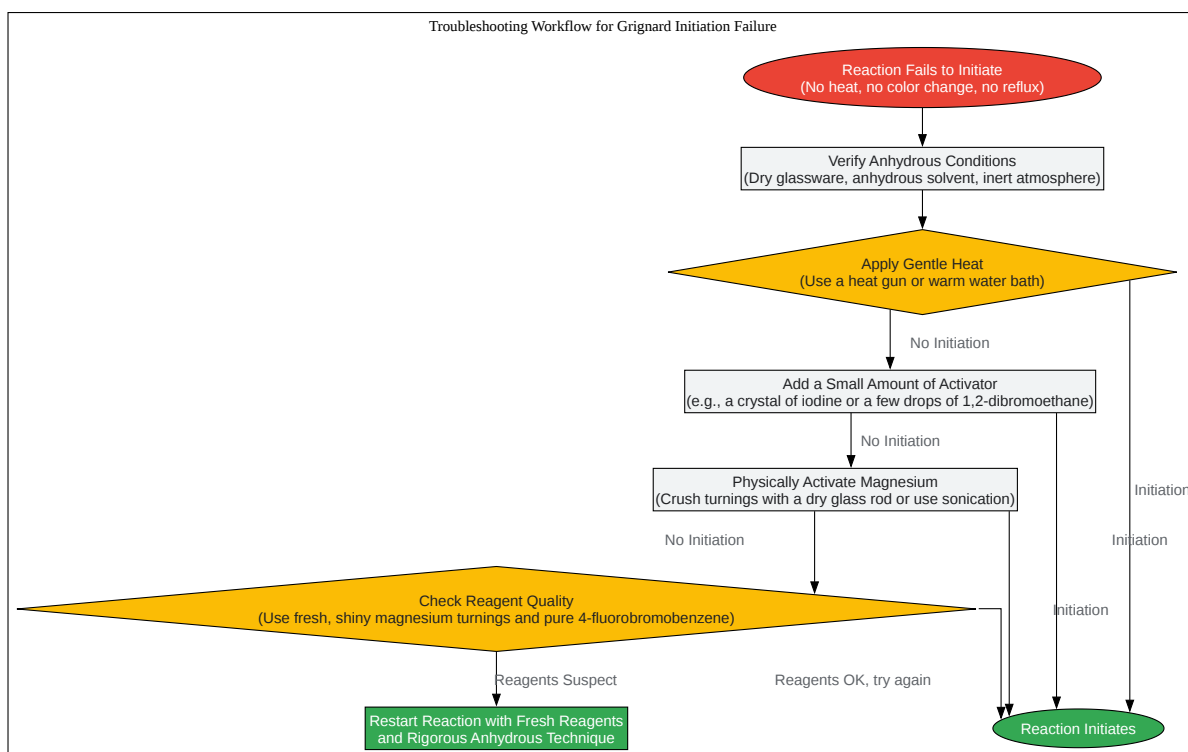 Troubleshooting Workflow for Grignard Initiation Failure
Reaction Fails to Initiate
(No heat, no color change, no reflux)
Verify Anhydrous Conditions
(Dry glassware, anhydrous solvent, inert atmosphere)
Apply Gentle Heat
(Use a heat gun or warm water bath)
No Initiation
Add a Small Amount of Activator
(e.g., a crystal of iodine or a few drops of 1,2-dibromoethane)
No Initiation
Physically Activate Magnesium
(Crush turnings with a dry glass rod or use sonication)
Initiation
No Initiation
Initiation
Check Reagent Quality
(Use fresh, shiny magnesium turnings and pure 4-fluorobromobenzene)
Initiation
Reagents Suspect
Reagents OK, try again
Restart Reaction with Fresh Reagents
and Rigorous Anhydrous Technique
Reaction Initiates